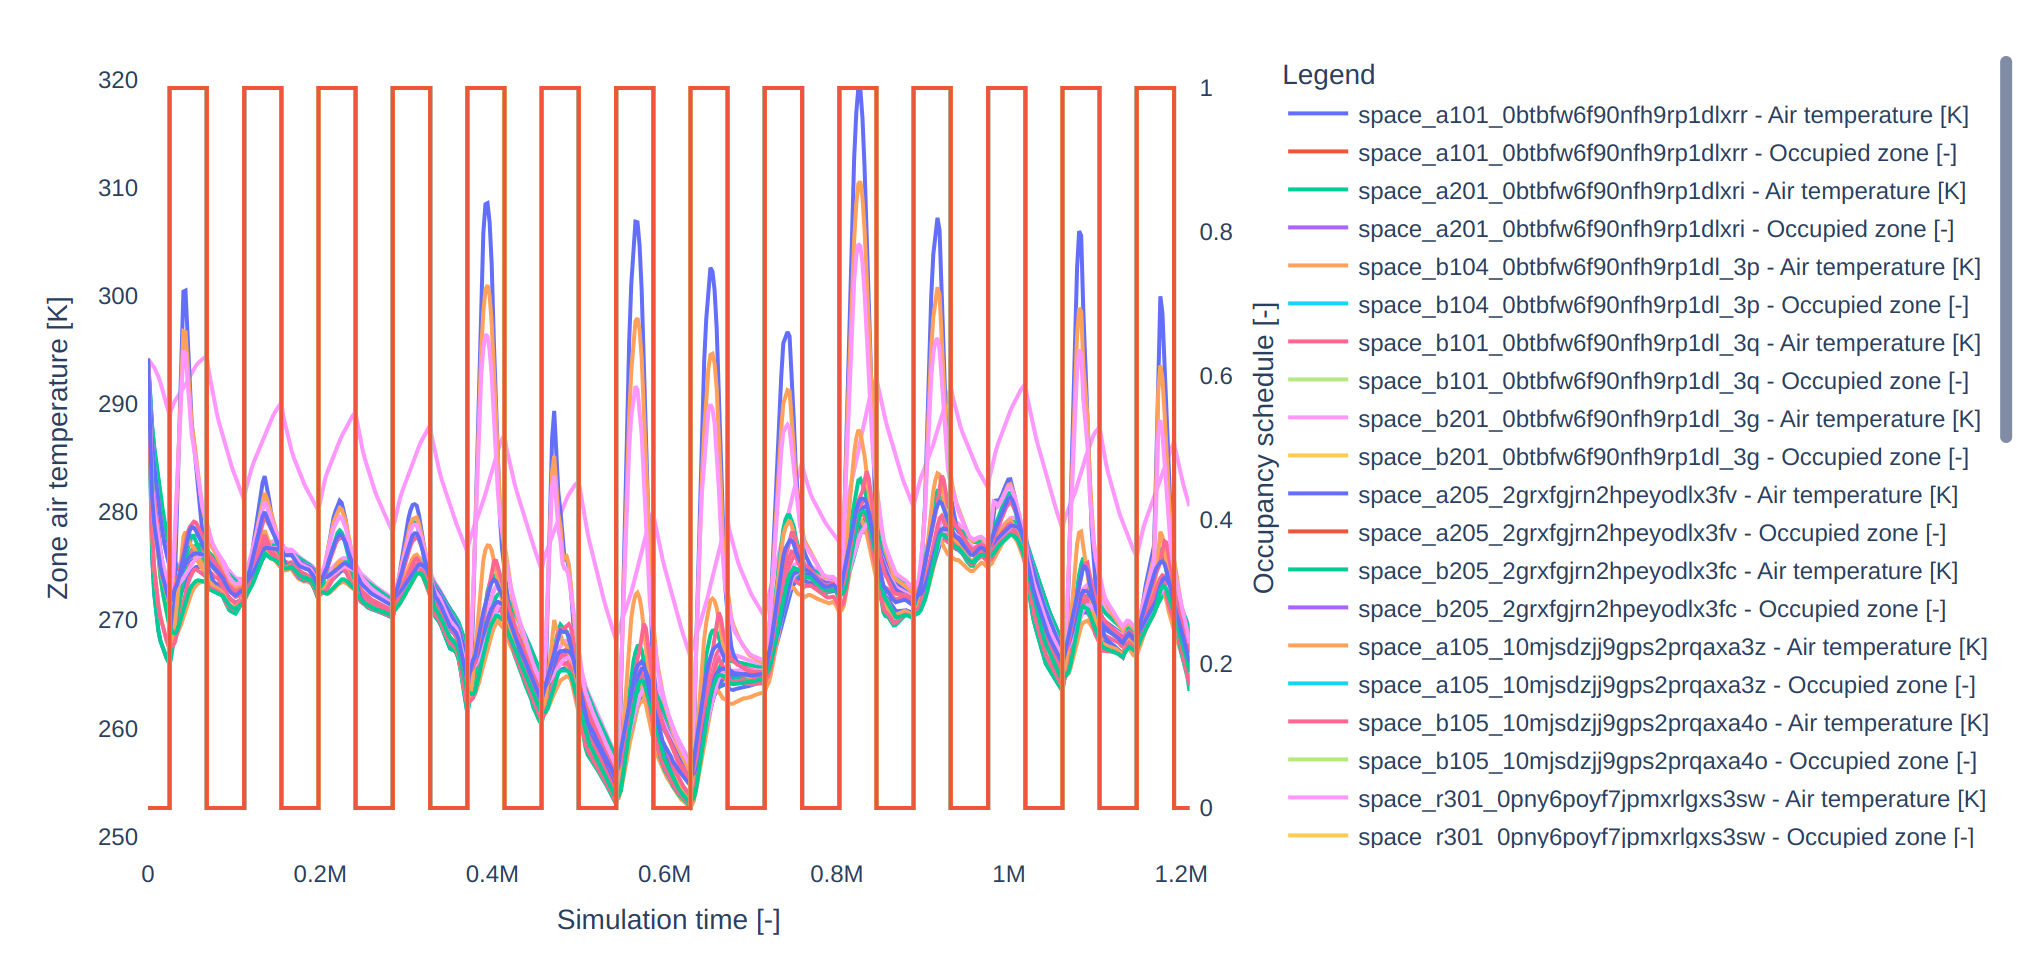 320
310
300
290
280
270
260
250
Zone air temperature [K]
0
0.2M
0.4M
0.6M
0.8M
1M
1.2M
Simulation time [-]
1
0.8
0.6
0.4
0.2
0
Occupancy schedule [-]
Legend
space_a101_0btbfw6f90nfh9rp1dlxrr - Air temperature [K]
space_a101_0btbfw6f90nfh9rp1dlxrr - Occupied zone [-]
space_a201_0btbfw6f90nfh9rp1dlxri - Air temperature [K]
space_a201_0btbfw6f90nfh9rp1dlxri - Occupied zone [-]
space_b104_0btbfw6f90nfh9rp1dl_3p - Air temperature [K]
space_b104_0btbfw6f90nfh9rp1dl_3p - Occupied zone [-]
space_b101_0btbfw6f90nfh9rp1dl_3q - Air temperature [K]
space_b101_0btbfw6f90nfh9rp1dl_3q - Occupied zone [-]
space_b201_0btbfw6f90nfh9rp1dl_3g - Air temperature [K]
space_b201_0btbfw6f90nfh9rp1dl_3g - Occupied zone [-]
space_a205_2grxfgjrn2hpeyodlx3fv - Air temperature [K]
space_a205_2grxfgjrn2hpeyodlx3fv - Occupied zone [-]
space_b205_2grxfgjrn2hpeyodlx3fc - Air temperature [K]
space_b205_2grxfgjrn2hpeyodlx3fc - Occupied zone [-]
space_a105_10mjsdzjj9gps2prqaxa3z - Air temperature [K]
space_a105_10mjsdzjj9gps2prqaxa3z - Occupied zone [-]
space_b105_10mjsdzjj9gps2prqaxa4o - Air temperature [K]
space_b105_10mjsdzjj9gps2prqaxa4o - Occupied zone [-]
space_r301_0pny6poyf7jpmxrlgxs3sw - Air temperature [K]
space_r301_0pny6poyf7jpmxrlgxs3sw - Occupied zone [-]